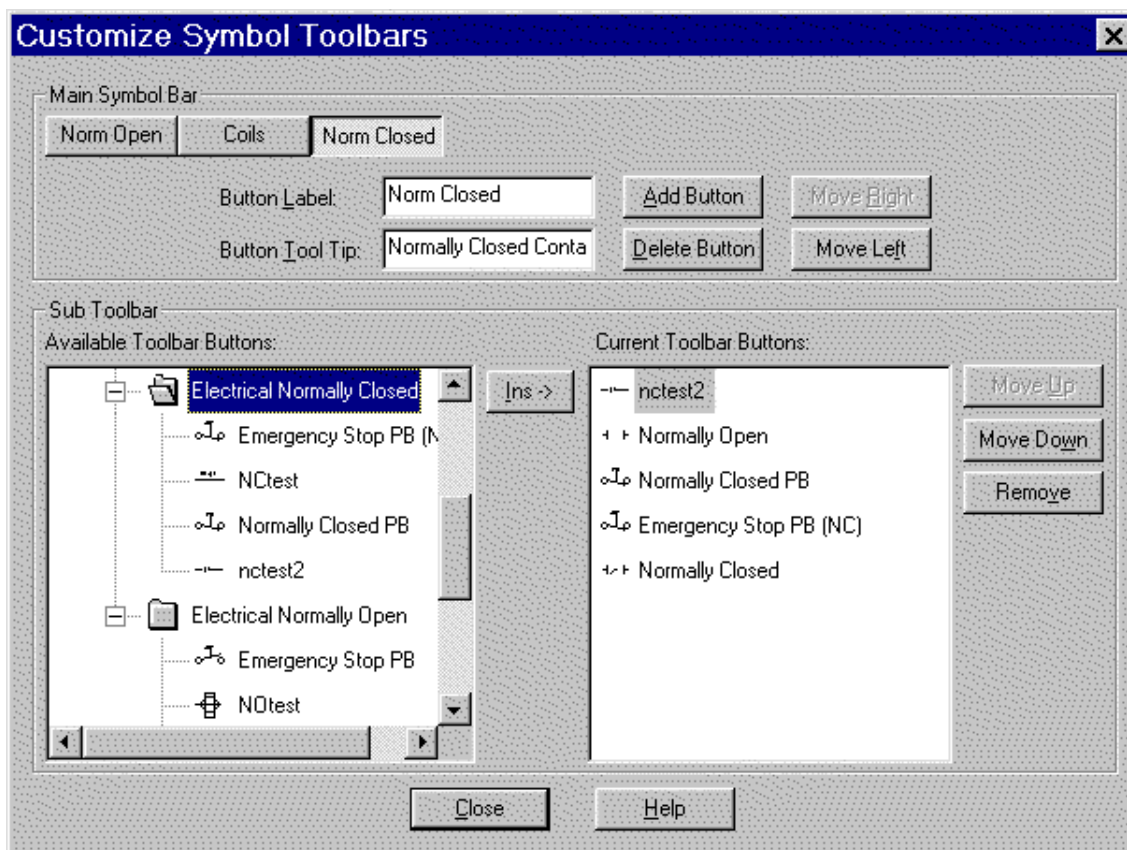 Customize Symbol Toolbars
Main Symbol Bar
Norm Open Coils Norm Closed
Button Label: Norm Closed Add Button Move Right
Button Tool Tip: Normally Closed Conta Delete Button Move Left
Sub Toolbar
Available Toolbar Buttons:
Electrical Normally Closed
Emergency Stop PB (N
NCtest
Normally Closed PB
nctest2
Electrical Normally Open
Emergency Stop PB
NOtest
Ins ->
Current Toolbar Buttons:
nctest2
Normally Open
Normally Closed PB
Emergency Stop PB (NC)
Normally Closed
Move Up
Move Down
Remove
Close Help